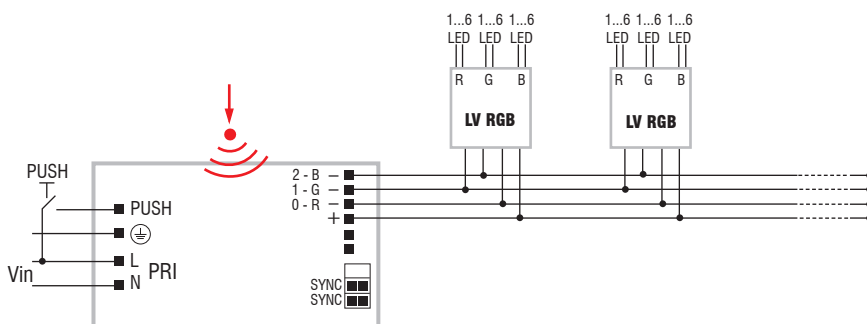 1...6 1...6 1...6
LED LED LED
1...6 1...6 1...6
LED LED LED
R G B
LV RGB
R G B
LV RGB
PUSH
2 - B −
1 - G −
0 - R −
+
PUSH
L
Vin
PRI
N
SYNC
SYNC